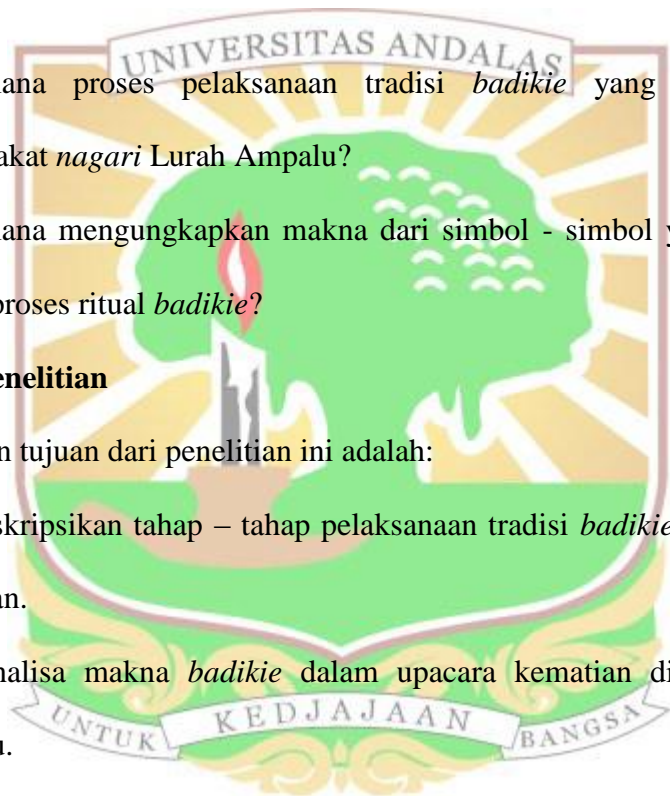 UNIVERSITAS ANDALAS
ana proses pelaksanaan tradisi badikie yang
akat nagari Lurah Ampalu?
ana mengungkapkan makna dari simbol - simbol y
proses ritual badikie?
enelitian
n tujuan dari penelitian ini adalah:
skripsikan tahap – tahap pelaksanaan tradisi badikie
an.
nalisa makna badikie dalam upacara kematian di
u.
UNTUK KEDJAJAAN BANGSA